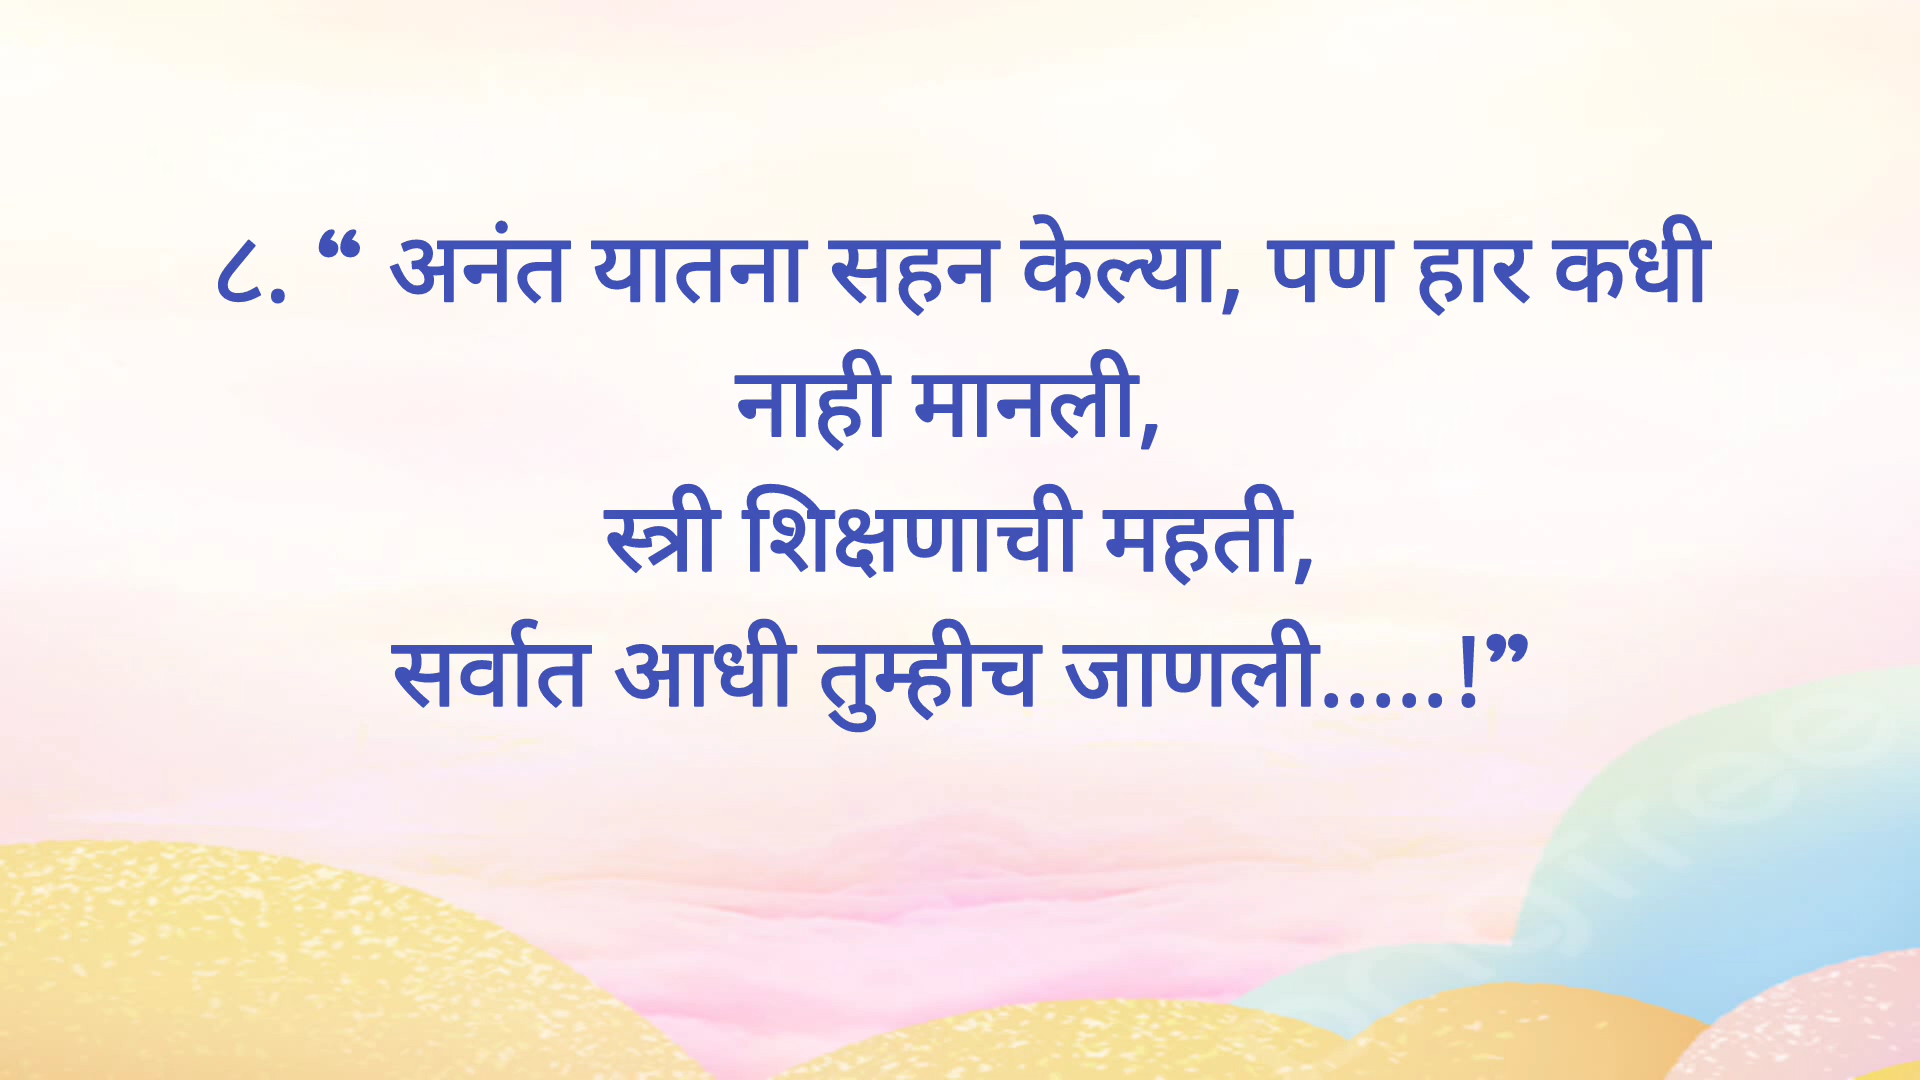 ८. “ अनंत यातना सहन केल्या, पण हार कधी
नाही मानली,
स्त्री शिक्षणाची महती,
सर्वात आधी तुम्हीच जाणली.....!”